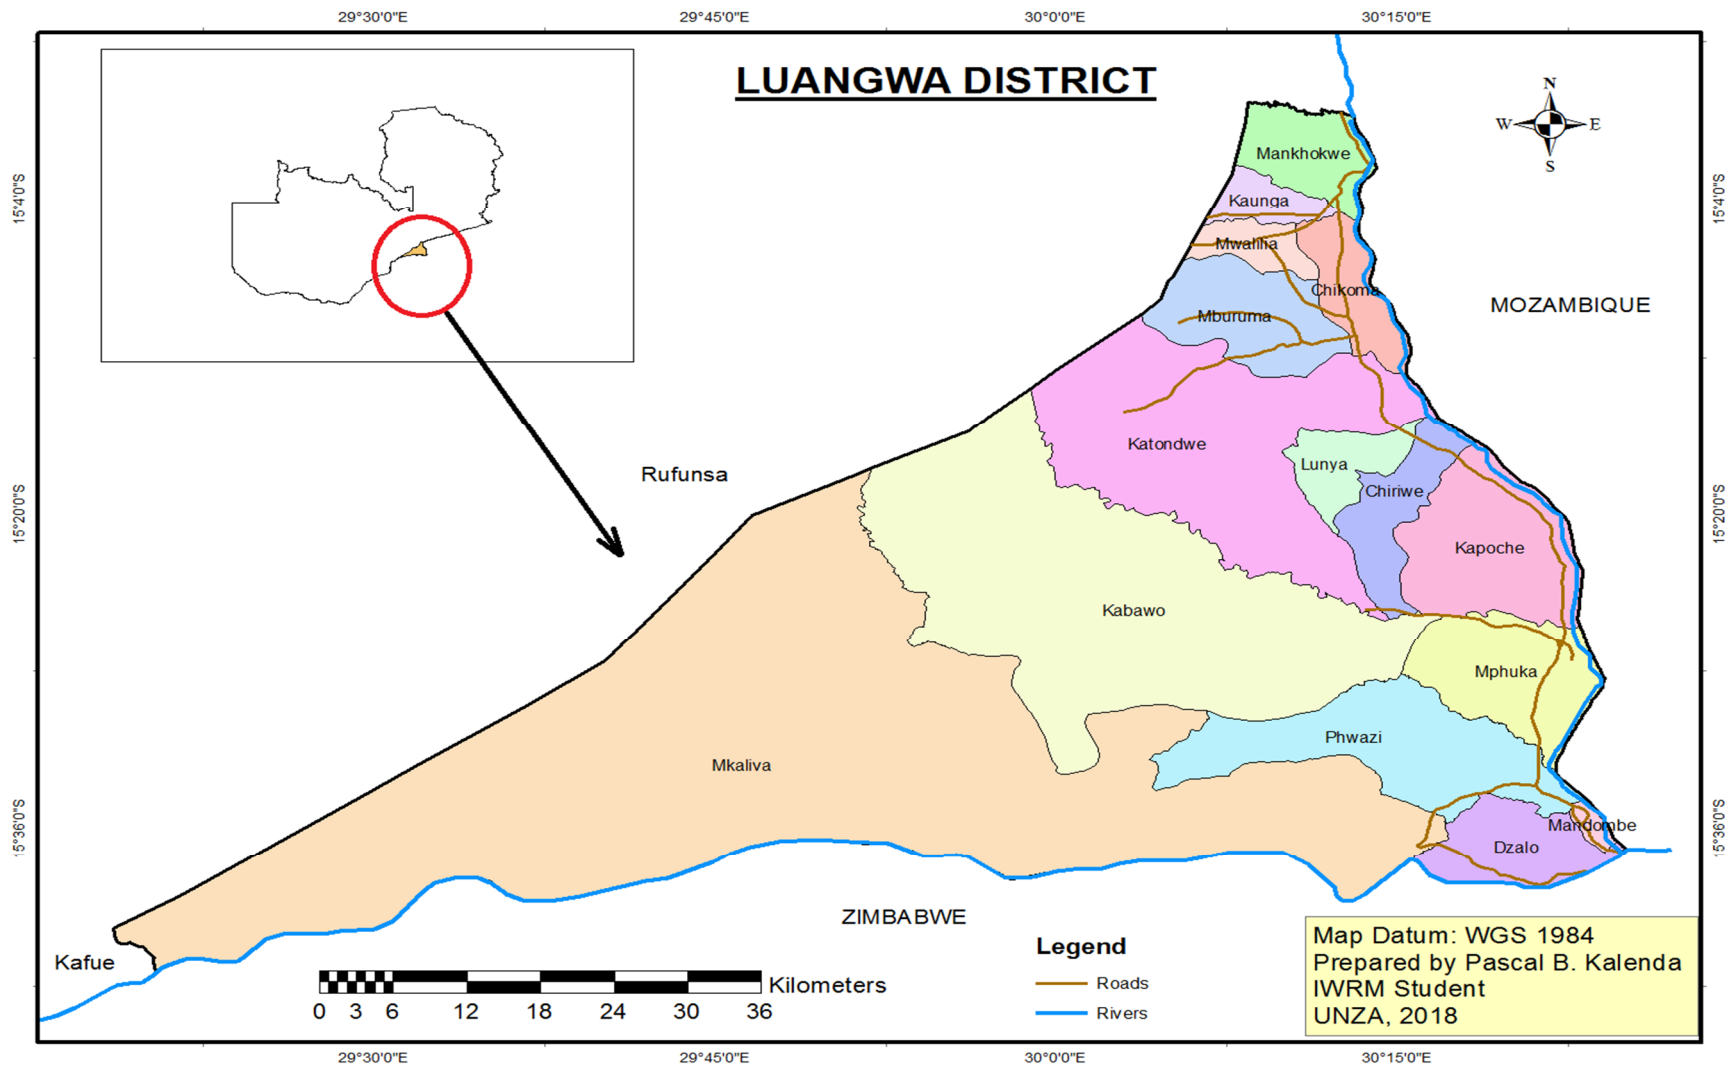 29°30'0"E
29°45'0"E
30°0'0"E
30°15'0"E
LUANGWA DISTRICT
N
W
E
S
Mankhokwe
15°4'0"S
15°4'0"S
Kaunga
Mwalilia
Chikoma
MOZAMBIQUE
Mburuma
Katondwe
Lunya
Rufunsa
Chiriwe
15°20'0"S
15°20'0"S
Kapoche
Kabawo
Mphuka
Phwazi
Mkaliva
15°36'0"S
15°36'0"S
Mandombe
Dzalo
ZIMBABWE
Kafue
Legend
Roads
Rivers
Kilometers
0 3 6 12 18 24 30 36
Map Datum: WGS 1984
Prepared by Pascal B. Kalenda
IWRM Student
UNZA, 2018
29°30'0"E
29°45'0"E
30°0'0"E
30°15'0"E